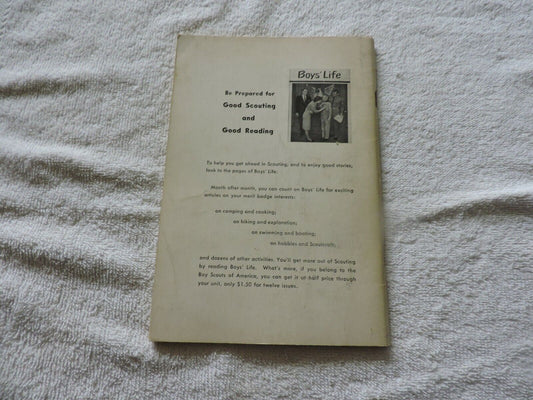 Boys' Life
Be Prepared for
Good Scouting
and
Good Reading
To help you get ahead in Scouting, and to enjoy good stories,
look to the pages of Boys' Life.
Month after month, you can count on Boys' Life for exciting
articles on your merit badge interests:
on camping and cooking;
on hiking and exploration;
on swimming and boating;
on hobbies and Scoutcraft,
and dozens of other activities. You'll get more out of Scouting
by reading Boys' Life. What's more, if you belong to the
Boy Scouts of America, you can get it at half price through
your unit, only $1.50 for twelve issues.